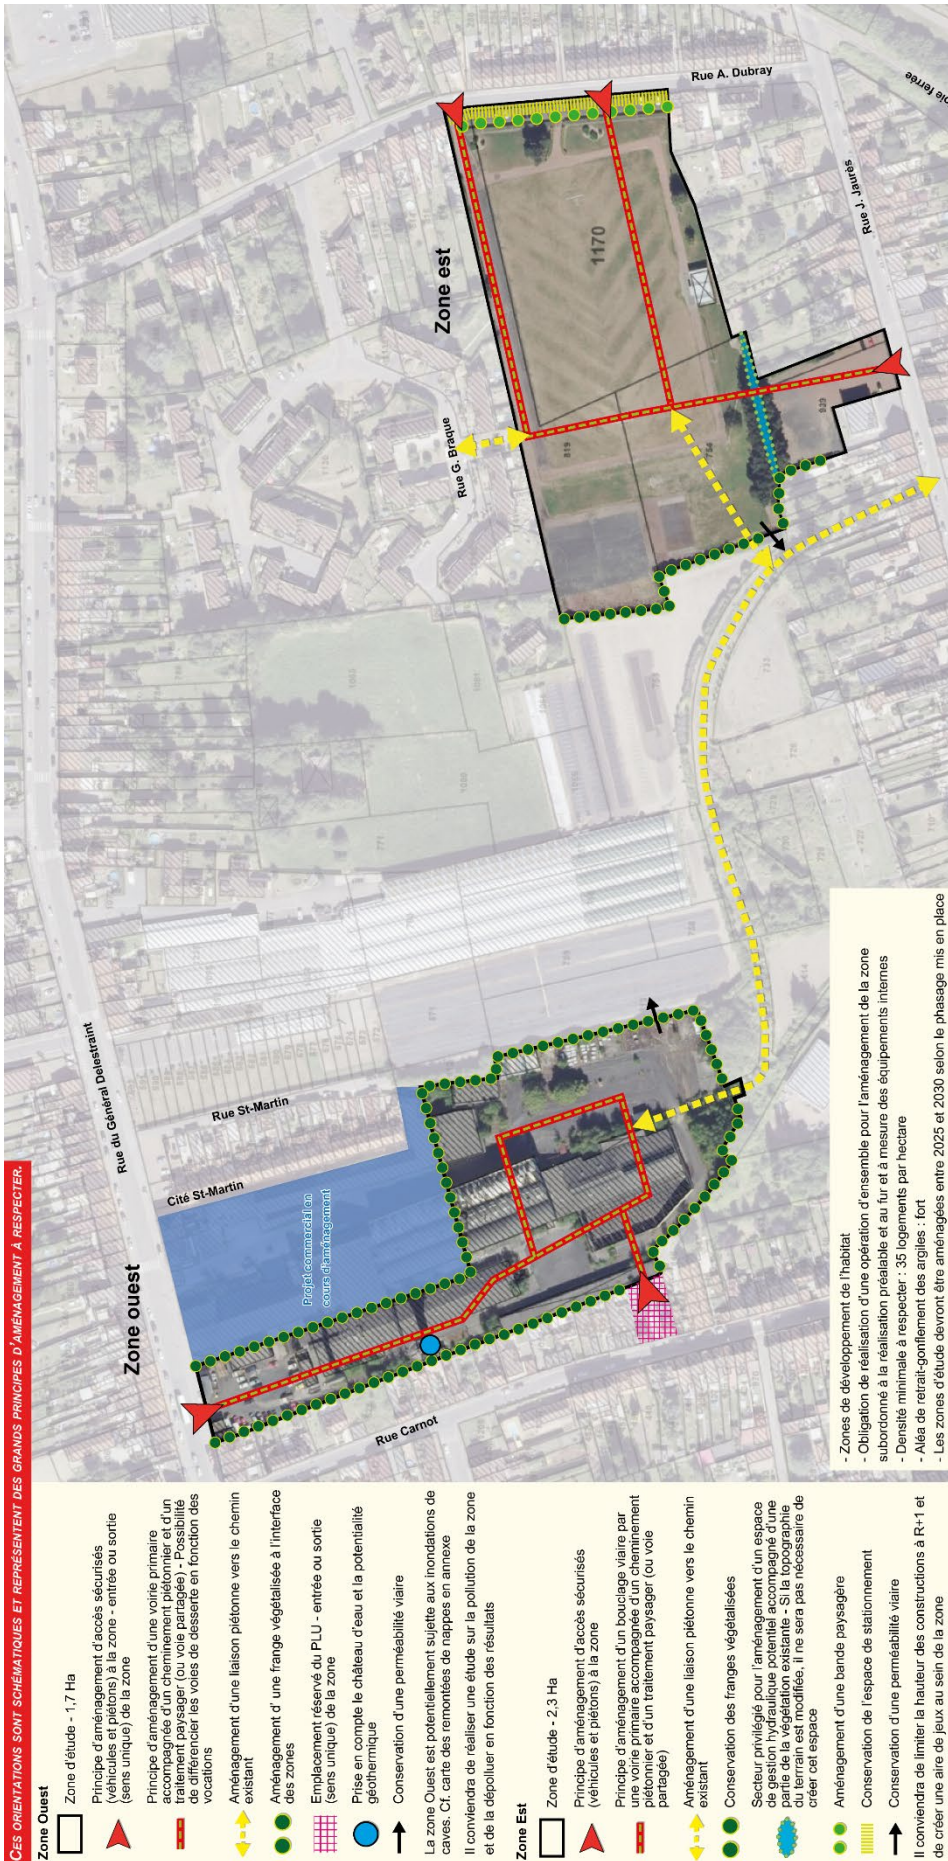 CES ORIENTATIONS SONT SCHÉMATIQUES ET REPRÉSENTENT DES GRANDS PRINCIPES D'AMÉNAGEMENT À RESPECTER.
Zone Ouest
Zone d'étude - 1,7 Ha
Principe d'aménagement d'accès sécurisés
(véhicules et piétons) à la zone - entrée ou sortie
(sens unique) de la zone
Principe d'aménagement d'une voirie primaire
accompagnée d'un cheminement piétonnier et d'un
traitement paysager (ou voie partagée) - Possibilité
de différencier les voies de desserte en fonction des
vocations
Aménagement d'une liaison piétonne vers le chemin
existant
Aménagement d' une frange végétalisée à l'interface
des zones
Emplacement réservé du PLU - entrée ou sortie
(sens unique) de la zone
Prise en compte le château d'eau et la potentialité
géothermique
Conservation d'une perméabilité viaire
La zone Ouest est potentiellement sujette aux inondations de
caves. Cf. carte des remontées de nappes en annexe
Il conviendra de réaliser une étude sur la pollution de la zone
et de la dépolluer en fonction des résultats
Zone Est
Zone d'étude - 2,3 Ha
Principe d'aménagement d'accès sécurisés
(véhicules et piétons) à la zone
Principe d'aménagement d'un bouclage viaire par
une voirie primaire accompagnée d'un cheminement
piétonnier et d'un traitement paysager (ou voie
partagée)
Aménagement d'une liaison piétonne vers le chemin
existant
Conservation des franges végétalisées
Secteur privilégié pour l'aménagement d'un espace
de gestion hydraulique potentiel accompagné d'une
partie de la végétation existante - Si la topographie
du terrain est modifiée, il ne sera pas nécessaire de
créer cet espace
Aménagement d'un bande paysagère
Conservation de l'espace de stationnement
Conservation d'une perméabilité viaire
Il conviendra de limiter la hauteur des constructions à R+1 et
de créer une aire de jeux au sein de la zone
Zone ouest
Rue du Général Delestraint
Cité St-Martin
Rue St-Martin
Projet commercial en
cours d'aménagement
Rue Carnot
Zone est
Rue G. Braque
Rue A. Dubray
Rue J. Jaurès
voie ferrée
1170
819
754
929
- Zones de développement de l'habitat
- Obligation de réalisation d'une opération d'ensemble pour l'aménagement de la zone
subordonné à la réalisation préalable et au fur et à mesure des équipements internes
- Densité minimale à respecter : 35 logements par hectare
- Aléa de retrait-gonflement des argiles : fort
- Les zones d'étude devront être aménagées entre 2025 et 2030 selon le phasage mis en place